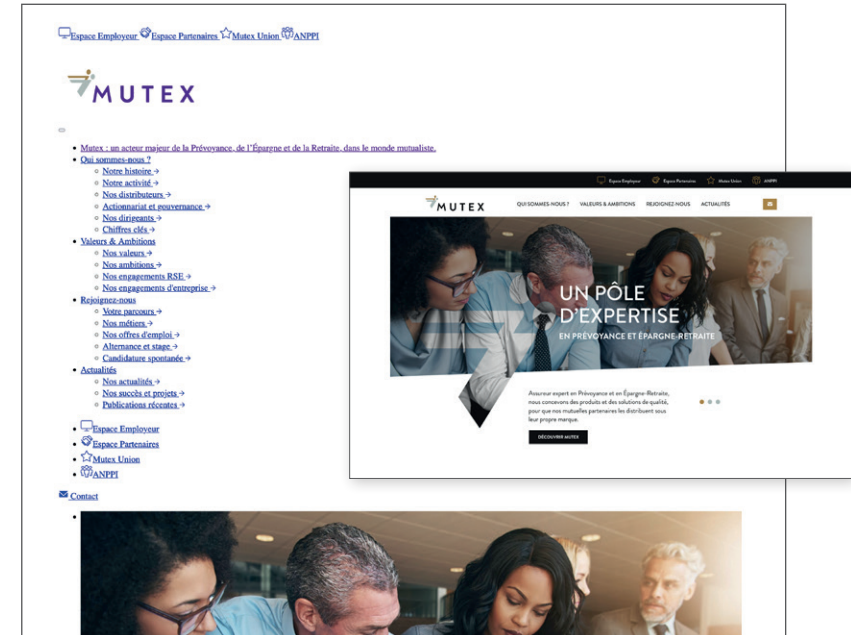 Espace Employeur Espace Partenaires Mutex Union ANPPI
MUTEX
Mutex : un acteur majeur de la Prévoyance, de l'Épargne et de la Retraite, dans le monde mutualiste.
Qui sommes-nous ?
Notre histoire →
Notre activité →
Nos distributeurs →
Actionnariat et gouvernance →
Nos dirigeants →
Chiffres clés →
Valeurs & Ambitions
Nos valeurs →
Nos ambitions →
Nos engagements RSE →
Nos engagements d'entreprise →
Rejoignez-nous
Votre parcours →
Nos métiers →
Nos offres d'emploi →
Alternance et stage →
Candidature spontanée →
Actualités
Nos actualités →
Nos succès et projets →
Publications récentes →
Espace Employeur
Espace Partenaires
Mutex Union
ANPPI
Contact
Espace Employeur Espace Partenaires Mutex Union ANPPI
MUTEX QUI SOMMES-NOUS ? VALEURS & AMBITIONS REJOIGNEZ-NOUS ACTUALITÉS
UN PÔLE
D'EXPERTISE
EN PRÉVOYANCE ET ÉPARGNE-RETRAITE
Assureur expert en Prévoyance et en Épargne-Retraite,
nous concevons des produits et des solutions de qualité,
pour que nos mutuelles partenaires les distribuent sous
leur propre marque.
DÉCOUVRIR MUTEX